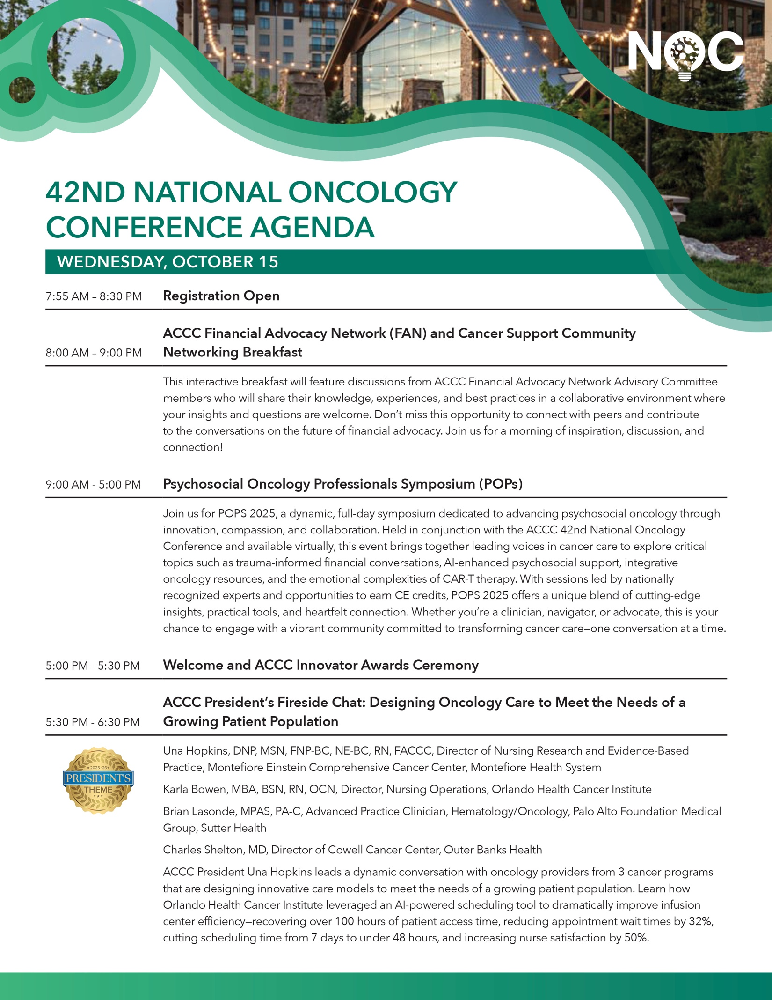 NOC
42ND NATIONAL ONCOLOGY
CONFERENCE AGENDA
WEDNESDAY, OCTOBER 15
7:55 AM – 8:30 PM Registration Open
ACCC Financial Advocacy Network (FAN) and Cancer Support Community
8:00 AM – 9:00 PM Networking Breakfast
This interactive breakfast will feature discussions from ACCC Financial Advocacy Network Advisory Committee
members who will share their knowledge, experiences, and best practices in a collaborative environment where
your insights and questions are welcome. Don’t miss this opportunity to connect with peers and contribute
to the conversations on the future of financial advocacy. Join us for a morning of inspiration, discussion, and
connection!
9:00 AM - 5:00 PM Psychosocial Oncology Professionals Symposium (POPs)
Join us for POPS 2025, a dynamic, full-day symposium dedicated to advancing psychosocial oncology through
innovation, compassion, and collaboration. Held in conjunction with the ACCC 42nd National Oncology
Conference and available virtually, this event brings together leading voices in cancer care to explore critical
topics such as trauma-informed financial conversations, AI-enhanced psychosocial support, integrative
oncology resources, and the emotional complexities of CAR-T therapy. With sessions led by nationally
recognized experts and opportunities to earn CE credits, POPS 2025 offers a unique blend of cutting-edge
insights, practical tools, and heartfelt connection. Whether you’re a clinician, navigator, or advocate, this is your
chance to engage with a vibrant community committed to transforming cancer care—one conversation at a time.
5:00 PM - 5:30 PM Welcome and ACCC Innovator Awards Ceremony
ACCC President’s Fireside Chat: Designing Oncology Care to Meet the Needs of a
5:30 PM - 6:30 PM Growing Patient Population
2025 -26
PRESIDENT'S
THEME
Una Hopkins, DNP, MSN, FNP-BC, NE-BC, RN, FACCC, Director of Nursing Research and Evidence-Based
Practice, Montefiore Einstein Comprehensive Cancer Center, Montefiore Health System
Karla Bowen, MBA, BSN, RN, OCN, Director, Nursing Operations, Orlando Health Cancer Institute
Brian Lasonde, MPAS, PA-C, Advanced Practice Clinician, Hematology/Oncology, Palo Alto Foundation Medical
Group, Sutter Health
Charles Shelton, MD, Director of Cowell Cancer Center, Outer Banks Health
ACCC President Una Hopkins leads a dynamic conversation with oncology providers from 3 cancer programs
that are designing innovative care models to meet the needs of a growing patient population. Learn how
Orlando Health Cancer Institute leveraged an AI-powered scheduling tool to dramatically improve infusion
center efficiency—recovering over 100 hours of patient access time, reducing appointment wait times by 32%,
cutting scheduling time from 7 days to under 48 hours, and increasing nurse satisfaction by 50%.